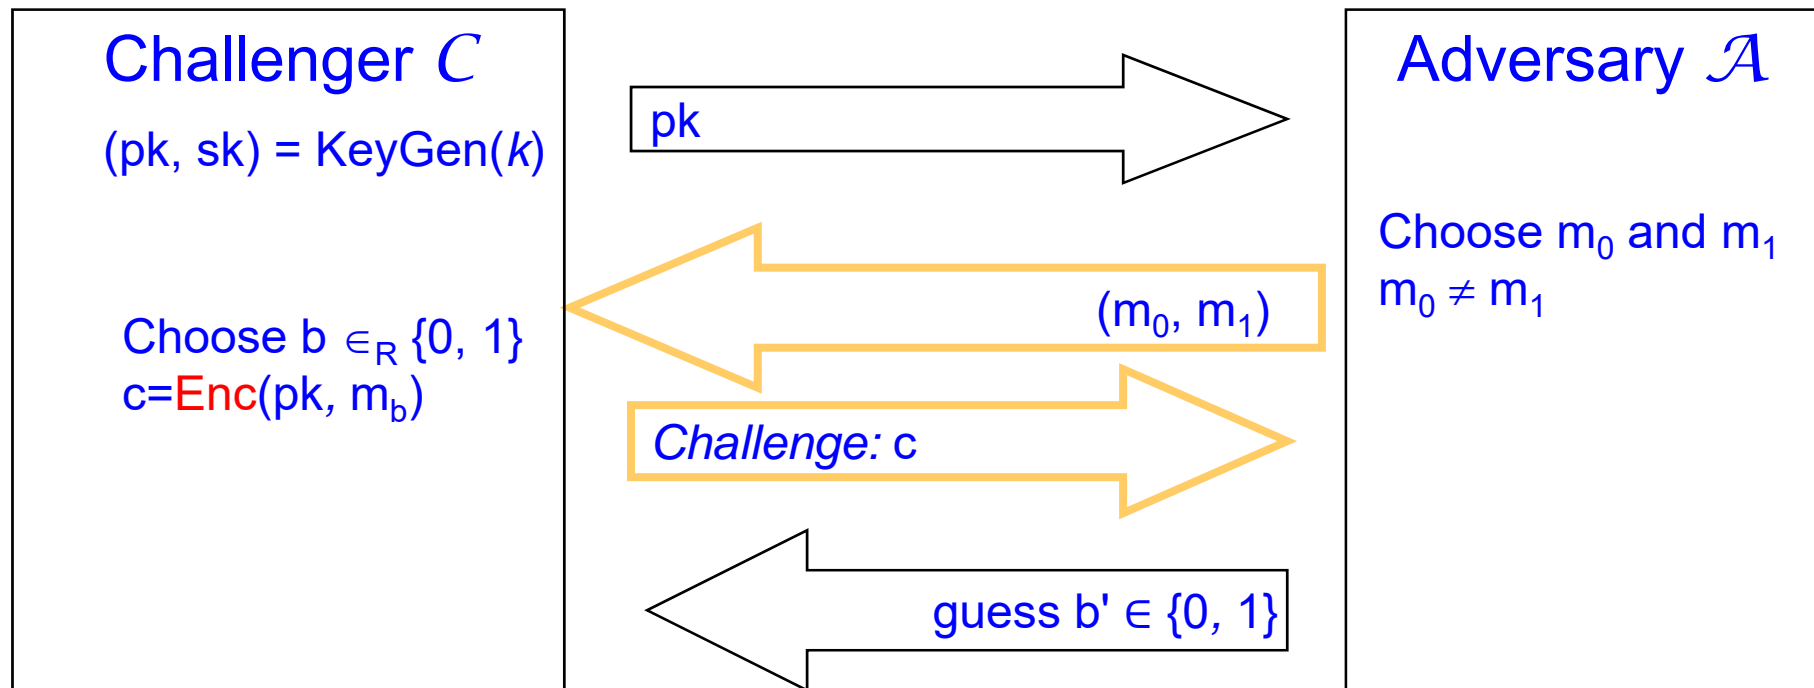 Challenger C
(pk, sk) = KeyGen(k)
Choose b ∈R {0, 1}
c=Enc(pk, mb)
pk
(m0, m1)
Challenge: c
guess b' ∈ {0, 1}
Adversary A
Choose m0 and m1
m0 ≠ m1